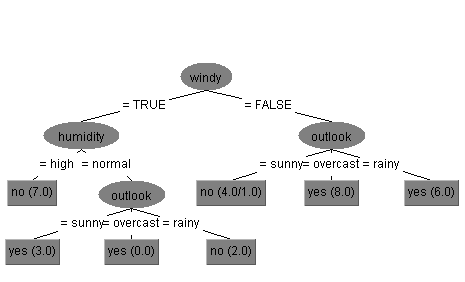 windy
= TRUE = FALSE
humidity outlook
= high = normal = sunny = overcast = rainy
no (7.0) outlook no (4.0/1.0) yes (8.0) yes (6.0)
= sunny = overcast = rainy
yes (3.0) yes (0.0) no (2.0)